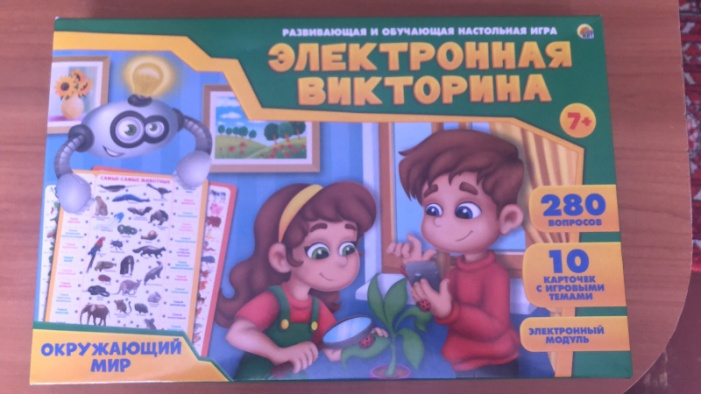 РАЗВИВАЮЩАЯ И ОБУЧАЮЩАЯ НАСТОЛЬНАЯ ИГРА
ЭЛЕКТРОННАЯ
ВИКТОРИНА
7+
САМЫЕ-САМЫЕ ЖИВОТНЫЕ
280
ВОПРОСОВ
10
КАРТОЧЕК
С ИГРОВЫМИ
ТЕМАМИ
ЭЛЕКТРОННЫЙ
МОДУЛЬ
ОКРУЖАЮЩИЙ
МИР